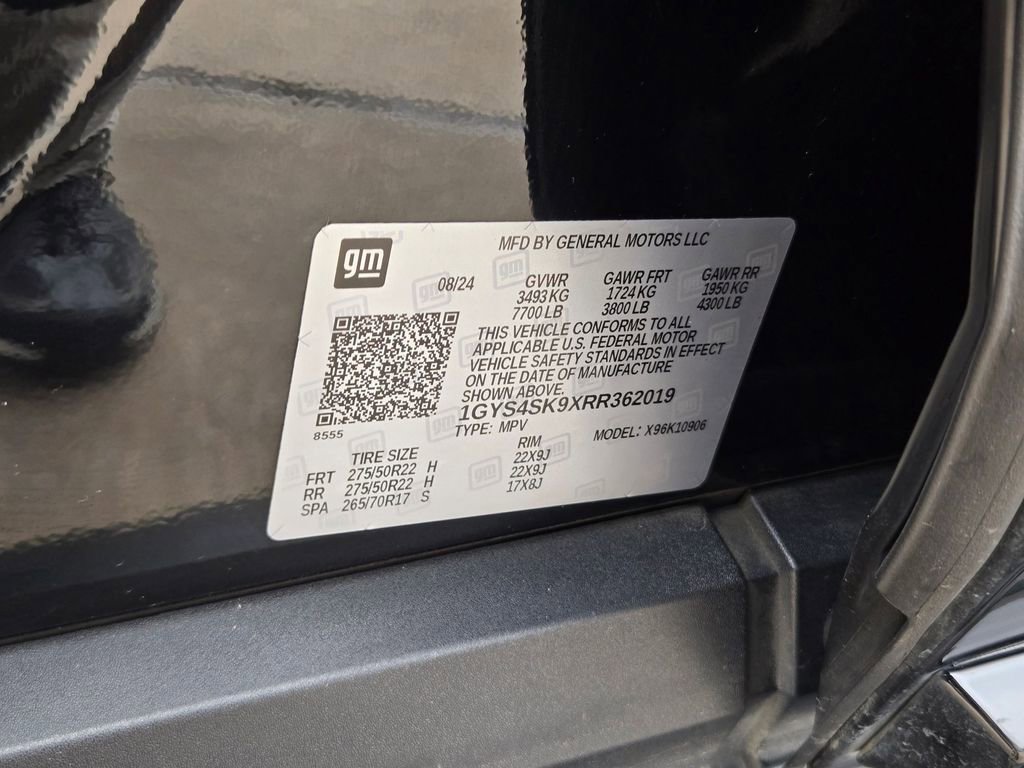 gm
MFD BY GENERAL MOTORS LLC
08/24 GVWR GAWR FRT GAWR RR
3493 KG 1724 KG 1950 KG
7700 LB 3800 LB 4300 LB
THIS VEHICLE CONFORMS TO ALL
APPLICABLE U.S. FEDERAL MOTOR
VEHICLE SAFETY STANDARDS IN EFFECT
ON THE DATE OF MANUFACTURE
SHOWN ABOVE.
1GYS4SK9XRR362019
8555
TYPE: MPV MODEL: X96K10906
TIRE SIZE RIM
FRT 275/50R22 H 22X9J
RR 275/50R22 H 22X9J
SPA 265/70R17 S 17X8J